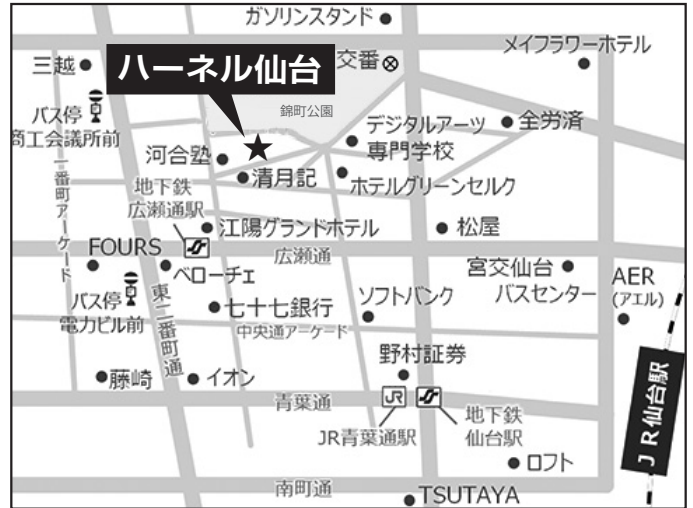 ガソリンスタンド
三越
ハーネル仙台
交番
メイフラワーホテル
バス停
商工会議所前
錦町公園
デジタルアーツ
専門学校
全労済
河合塾
清月記
ホテルグリーンセルク
一番町アーケード
地下鉄
広瀬通駅
江陽グランドホテル
松屋
FOURS
広瀬通
ベローチェ
宮交仙台
バスセンター
AER
(アエル)
バス停
電力ビル前
東二番町通
七十七銀行
ソフトバンク
中央通アーケード
野村証券
JR仙台駅
藤崎
イオン
青葉通
JR
JR青葉通駅
地下鉄
仙台駅
ロフト
南町通
TSUTAYA